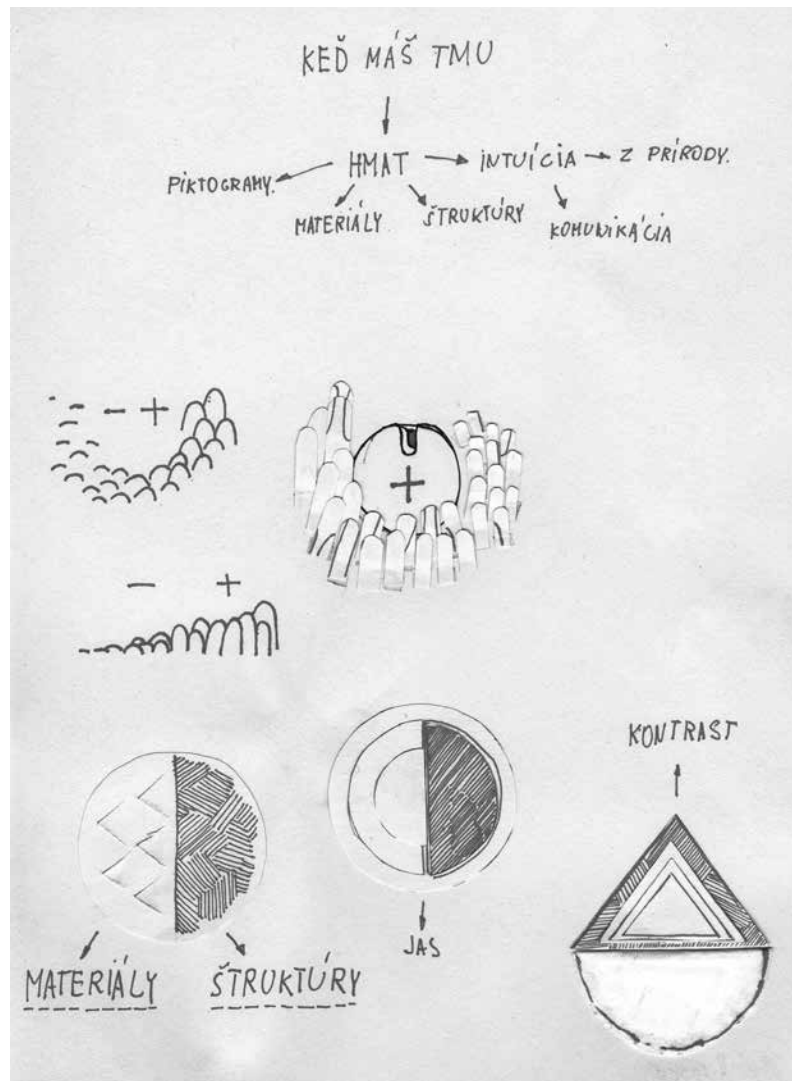 KEĎ MÁŠ TMU
HMAT
INTUÍCIA
Z PRÍRODY.
PIKTOGRAMY.
MATERIÁLY
ŠTRUKTÚRY
KOMUNIKÁCIA
- +
+
- +
KONTRAST
JAS
MATERIÁLY
ŠTRUKTÚRY